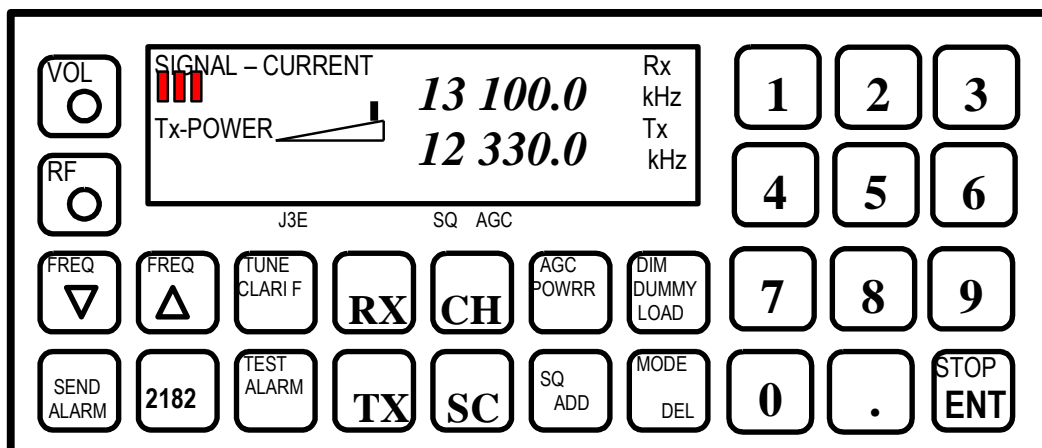 VOL
SIGNAL – CURRENT
13 100.0
Rx
kHz
Tx-POWER
12 330.0
Tx
kHz
1 2 3
RF
4 5 6
J3E SQ AGC
FREQ
FREQ
TUNE
CLARI F
RX
CH
AGC
POWRR
DIM
DUMMY
LOAD
7 8 9
SEND
ALARM
2182
TEST
ALARM
TX
SC
SQ
ADD
MODE
DEL
0 .
STOP
ENT